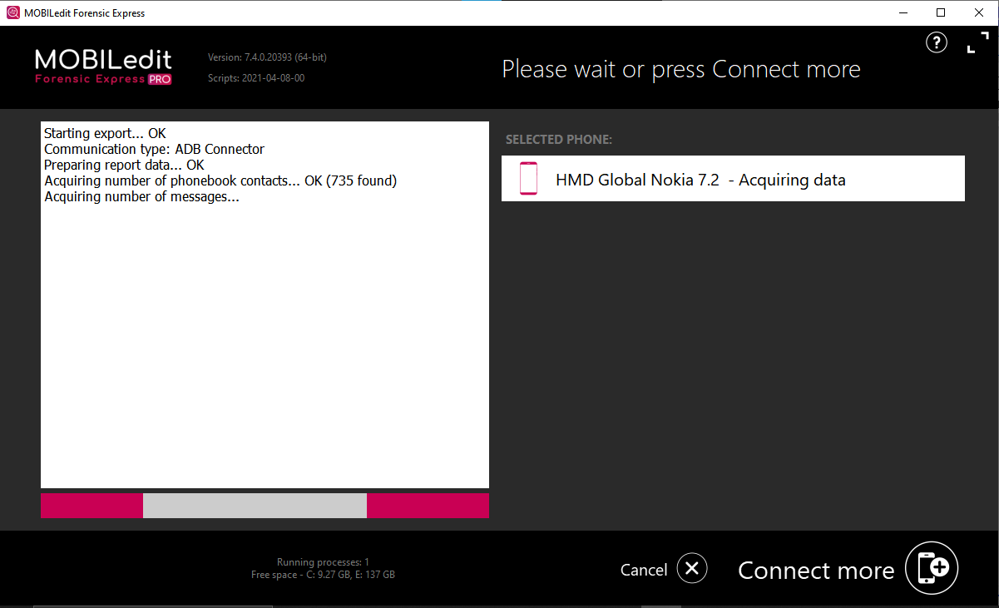 MOBILedit Forensic Express
MOBILedit
Forensic Express PRO
Version: 7.4.0.20393 (64-bit)
Scripts: 2021-04-08-00
Please wait or press Connect more
?
Starting export... OK
Communication type: ADB Connector
Preparing report data... OK
Acquiring number of phonebook contacts... OK (735 found)
Acquiring number of messages...
SELECTED PHONE:
HMD Global Nokia 7.2 - Acquiring data
Running processes: 1
Free space - C: 9.27 GB, E: 137 GB
Cancel
Connect more